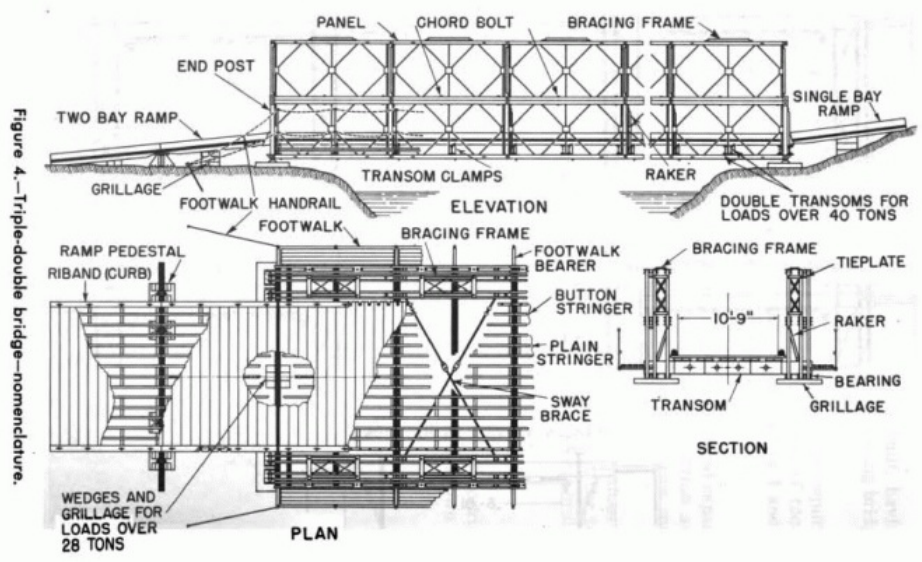 PANEL
CHORD BOLT
BRACING FRAME
END POST
TWO BAY RAMP
SINGLE BAY
RAMP
GRILLAGE
TRANSOM CLAMPS
RAKER
DOUBLE TRANSOMS FOR
LOADS OVER 40 TONS
FOOTWALK HANDRAIL
ELEVATION
FOOTWALK
BRACING FRAME
RAMP PEDESTAL
RIBAND (CURB)
FOOTWALK
BEARER
BUTTON
STRINGER
PLAIN
STRINGER
SWAY
BRACE
WEDGES AND
GRILLAGE FOR
LOADS OVER
28 TONS
PLAN
BRACING FRAME
TIEPLATE
10'-9"
RAKER
BEARING
TRANSOM
GRILLAGE
SECTION
Figure 4.—Triple-double bridge—nomenclature.